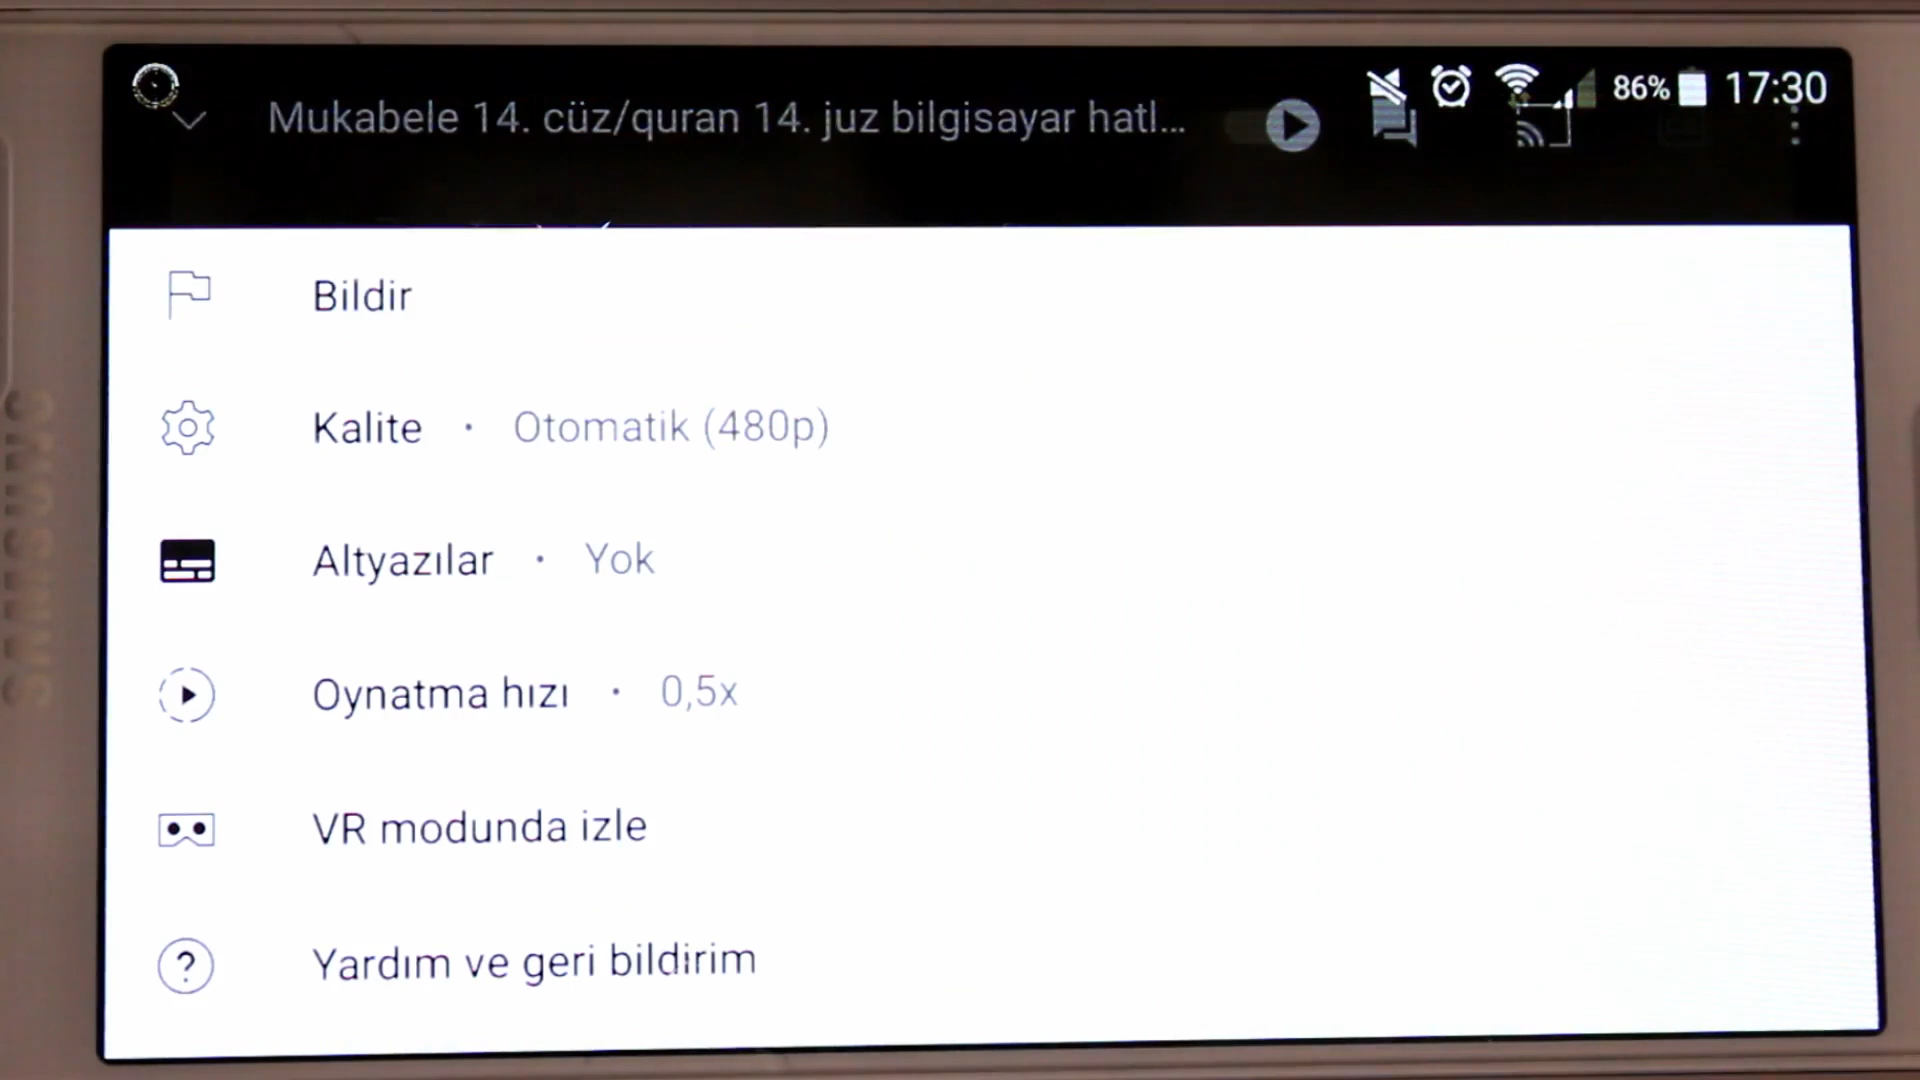 86% 17:30
Mukabele 14. cüz/quran 14. juz bilgisayar hatl...
Bildir
Kalite • Otomatik (480p)
Altyazılar • Yok
Oynatma hızı • 0,5x
VR modunda izle
Yardım ve geri bildirim
SAMSUNG